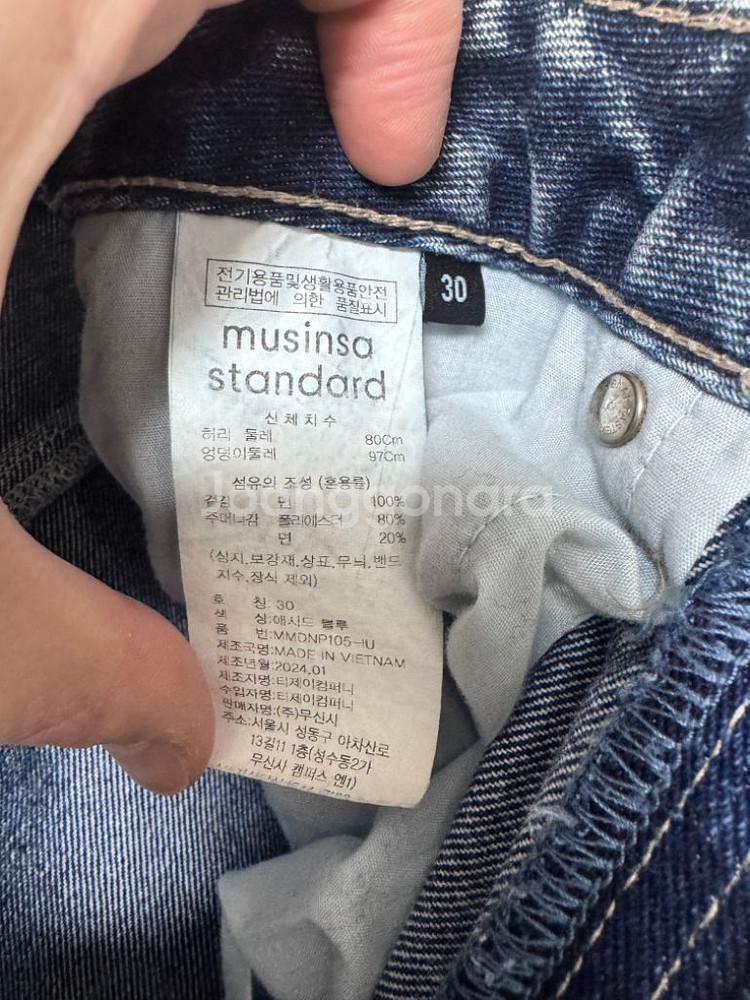 전기용품및생활용품안전
관리법에 의한 품질표시
30
musinsa
standard
신체치수
허리 둘레 80Cm
엉덩이둘레 97Cm
섬유의 조성 (혼용률)
겉감 면 100%
주머니감 폴리에스터 80%
면 20%
(심지.보강재.상표.무늬.밴드
지수.장식 제외)
호 칭: 30
색 상:애시드 블루
품 번:MMDNP105-IU
제조국명:MADE IN VIETNAM
제조년월:2024.01
제조자명:티제이컴퍼니
수입자명:티제이컴퍼니
판매자명:(주)무신사
주소:서울시 성동구 아차산로
13길11 1층(성수동2가
무신사 캠퍼스 엔1)